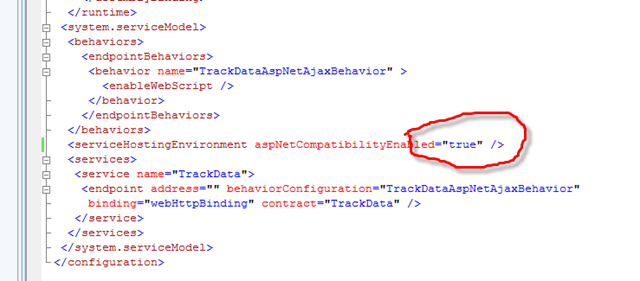 </runtime>
<system.serviceModel>
<behaviors>
<endpointBehaviors>
<behavior name="TrackDataAspNetAjaxBehavior" >
<enableWebScript />
</behavior>
</endpointBehaviors>
</behaviors>
<serviceHostingEnvironment aspNetCompatibilityEnabled="true" />
<services>
<service name="TrackData">
<endpoint address="" behaviorConfiguration="TrackDataAspNetAjaxBehavior"
binding="webHttpBinding" contract="TrackData" />
</service>
</services>
</system.serviceModel>
</configuration>